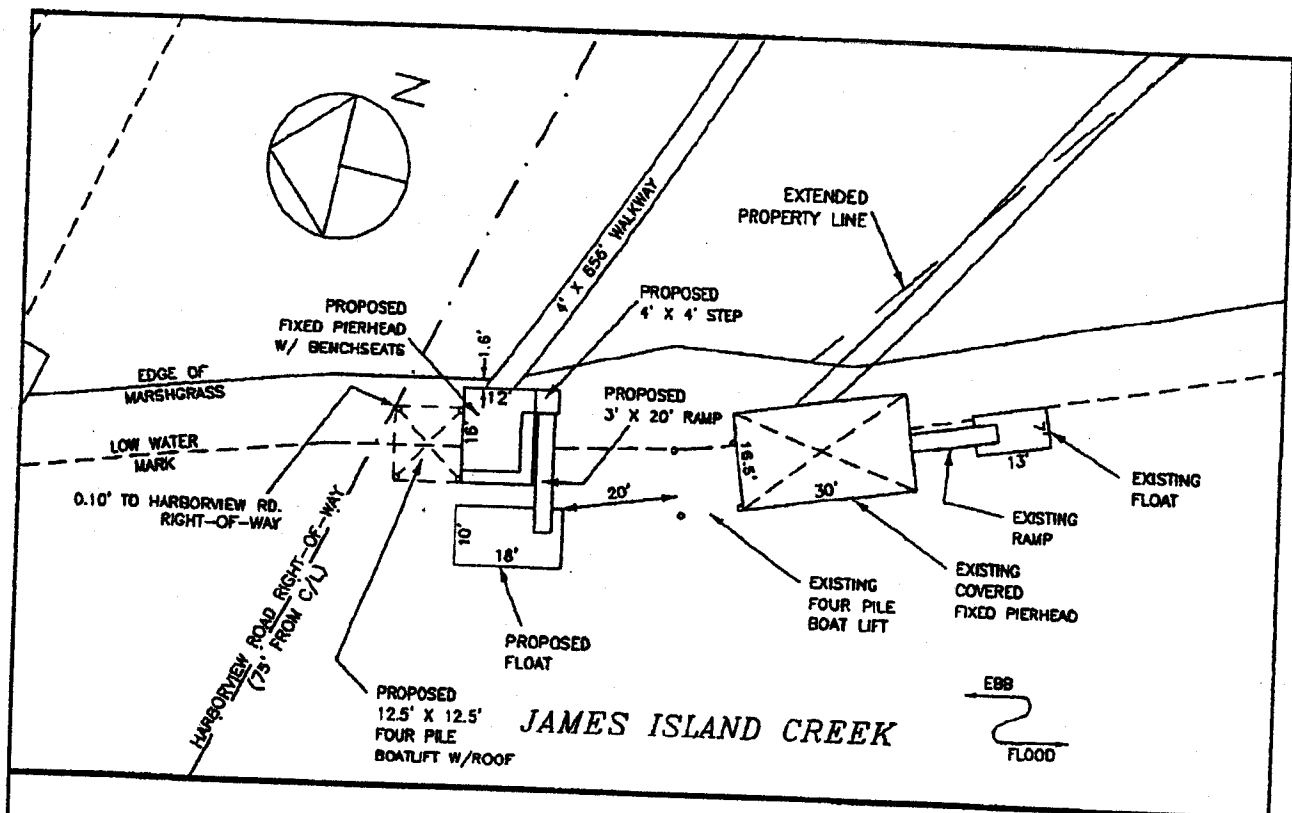 N
EXTENDED
PROPERTY LINE
4' X 656' WALKWAY
PROPOSED
4' X 4' STEP
PROPOSED
FIXED PIERHEAD
W/ BENCHSEATS
1.6'
EDGE OF
MARSHGRASS
12'
PROPOSED
3' X 20' RAMP
16'
LOW WATER
MARK
16.5'
30'
13'
0.10' TO HARBORVIEW RD.
RIGHT-OF-WAY
20'
EXISTING
FLOAT
10'
18'
EXISTING
RAMP
HARBORVIEW ROAD RIGHT-OF-WAY
(75' FROM C/L)
EXISTING
COVERED
FIXED PIERHEAD
EXISTING
FOUR PILE
BOAT LIFT
PROPOSED
FLOAT
PROPOSED
12.5' X 12.5'
FOUR PILE
BOATLIFT W/ROOF
JAMES ISLAND CREEK
EBB
FLOOD